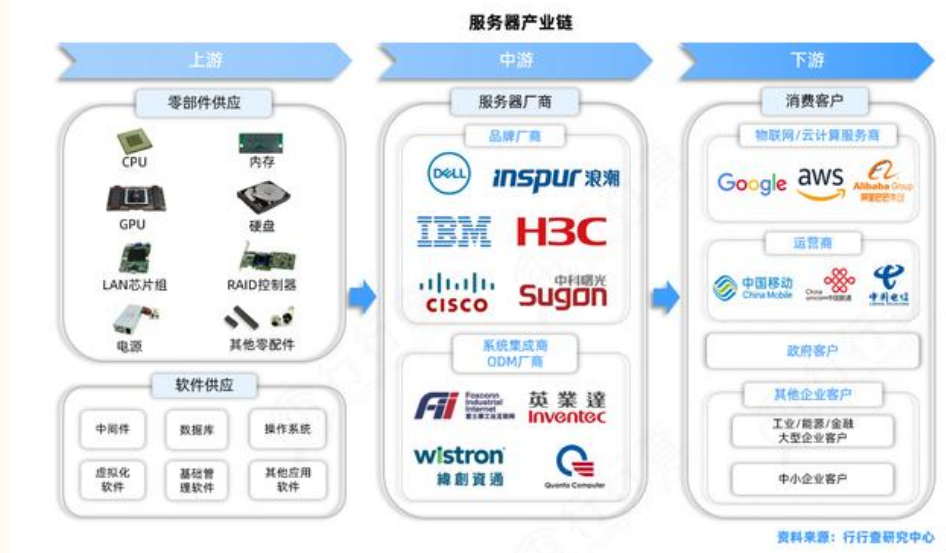 服务器产业链
上游
中游
下游
零部件供应
CPU
内存
GPU
硬盘
LAN芯片组
RAID控制器
电源
其他零配件
软件供应
中间件
数据库
操作系统
虚拟化
软件
基础管
理软件
其他应用
软件
服务器厂商
品牌厂商
DELL
inspur 浪潮
IBM
H3C
CISCO
中科曙光
Sugon
系统集成商
ODM厂商
Fii
Foxconn
Industrial
Internet
富士康工业互联网
英業達
Inventec
wistron
緯創資通
Quanta Computer
消费客户
物联网/云计算服务商
Google
aws
Alibaba Group
阿里巴巴集团
运营商
中国移动
China Mobile
China
unicom中国联通
中国电信
政府客户
其他企业客户
工业/能源/金融
大型企业客户
中小企业客户
资料来源：行行查研究中心